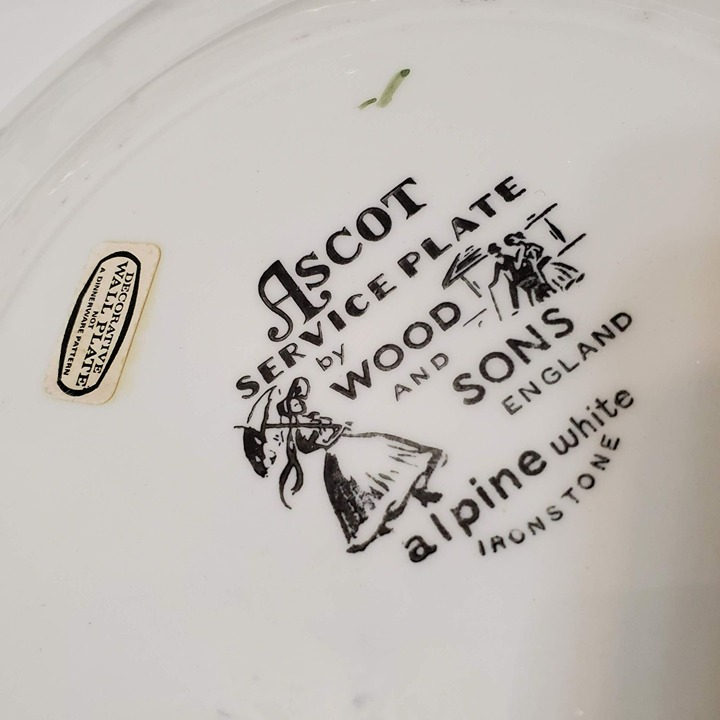 ASCOT
SERVICE PLATE
by WOOD
AND SONS
ENGLAND
alpine white
IRONSTONE
DECORATIVE
WALL PLATE
NOT
A DINNERWARE PATTERN